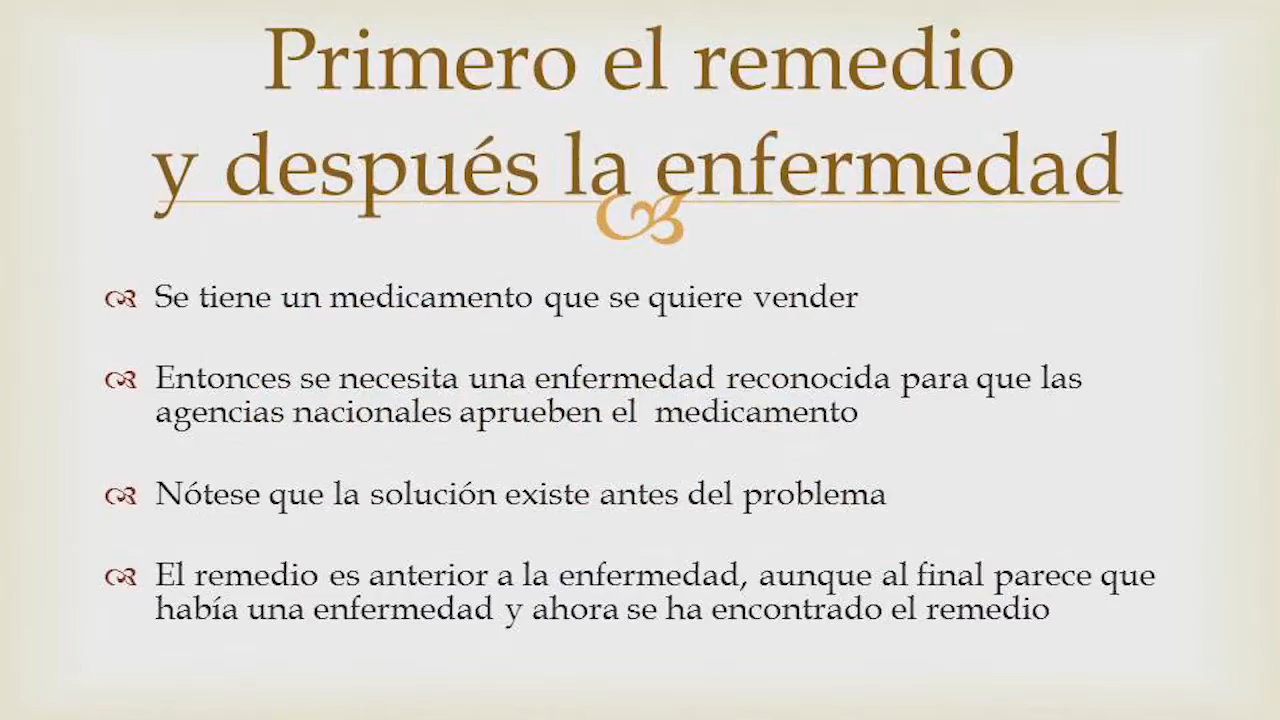 Primero el remedio
y después la enfermedad
Se tiene un medicamento que se quiere vender
Entonces se necesita una enfermedad reconocida para que las
agencias nacionales aprueben el medicamento
Nótese que la solución existe antes del problema
El remedio es anterior a la enfermedad, aunque al final parece que
había una enfermedad y ahora se ha encontrado el remedio